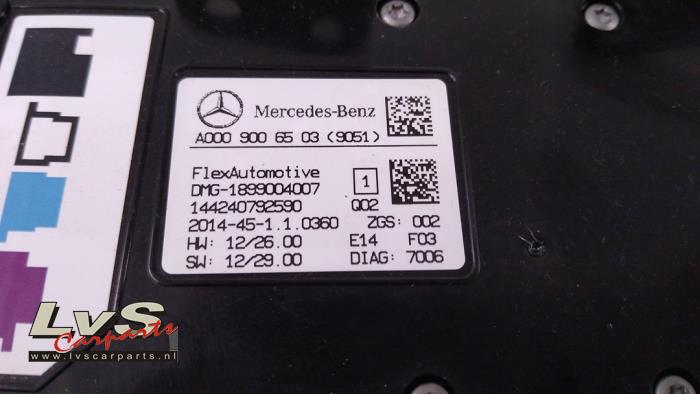 Mercedes-Benz
A000 900 65 03 (9051)
FlexAutomotive
DMG-1899004007
1
144240792590 Q02
2014-45-1.1.0360 ZGS: 002
HW: 12/26.00 E14 F03
SW: 12/29.00 DIAG: 7006
LvS
Carparts
www.lvscarparts.nl